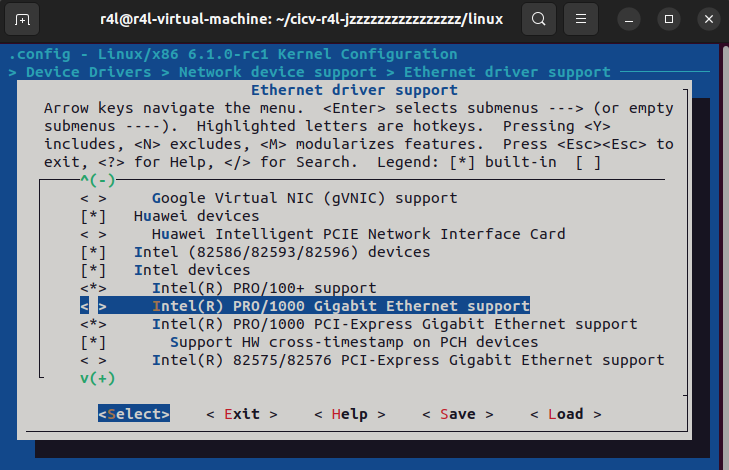 r4l@r4l-virtual-machine: ~/cicv-r4l-jzzzzzzzzzzzzzzzz/linux
.config - Linux/x86 6.1.0-rc1 Kernel Configuration
> Device Drivers > Network device support > Ethernet driver support
Ethernet driver support
Arrow keys navigate the menu.  <Enter> selects submenus ---> (or empty
submenus ----).  Highlighted letters are hotkeys.  Pressing <Y>
includes, <N> excludes, <M> modularizes features.  Press <Esc><Esc> to
exit, <?> for Help, </> for Search.  Legend: [*] built-in  [ ]
^(-)
< >     Google Virtual NIC (gVNIC) support
[*]   Huawei devices
< >     Huawei Intelligent PCIE Network Interface Card
[*]   Intel (82586/82593/82596) devices
[*]   Intel devices
<*>     Intel(R) PRO/100+ support
< >     Intel(R) PRO/1000 Gigabit Ethernet support
<*>     Intel(R) PRO/1000 PCI-Express Gigabit Ethernet support
[*]       Support HW cross-timestamp on PCH devices
< >     Intel(R) 82575/82576 PCI-Express Gigabit Ethernet support
v(+)
<Select>    < Exit >    < Help >    < Save >    < Load >